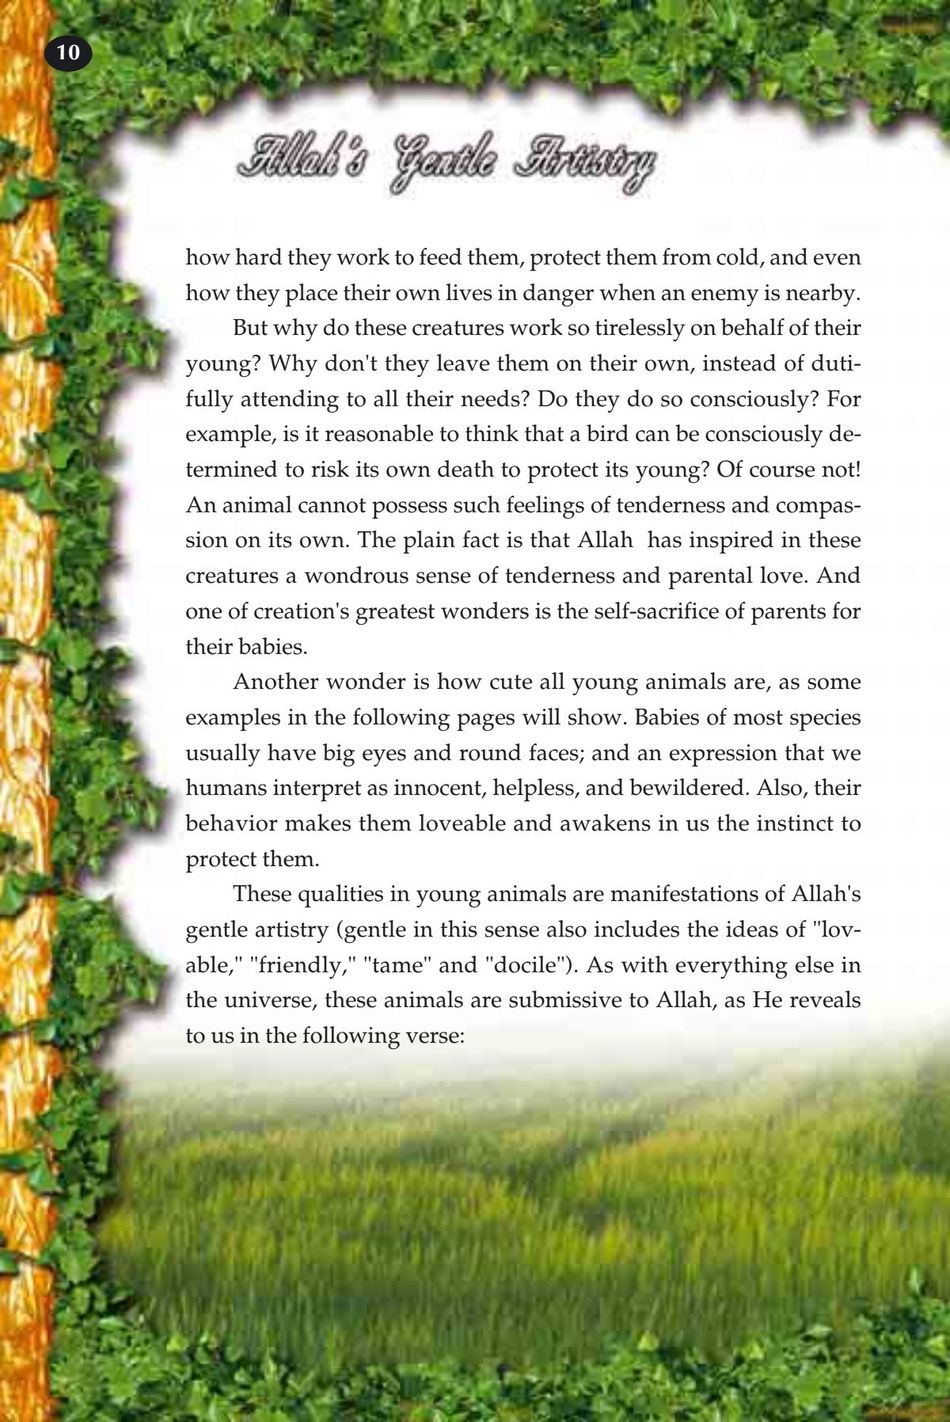 10
Allah's Gentle Artistry
how hard they work to feed them, protect them from cold, and even
how they place their own lives in danger when an enemy is nearby.
But why do these creatures work so tirelessly on behalf of their
young? Why don't they leave them on their own, instead of duti-
fully attending to all their needs? Do they do so consciously? For
example, is it reasonable to think that a bird can be consciously de-
termined to risk its own death to protect its young? Of course not!
An animal cannot possess such feelings of tenderness and compas-
sion on its own. The plain fact is that Allah  has inspired in these
creatures a wondrous sense of tenderness and parental love. And
one of creation's greatest wonders is the self-sacrifice of parents for
their babies.
Another wonder is how cute all young animals are, as some
examples in the following pages will show. Babies of most species
usually have big eyes and round faces; and an expression that we
humans interpret as innocent, helpless, and bewildered. Also, their
behavior makes them loveable and awakens in us the instinct to
protect them.
These qualities in young animals are manifestations of Allah's
gentle artistry (gentle in this sense also includes the ideas of "lov-
able," "friendly," "tame" and "docile"). As with everything else in
the universe, these animals are submissive to Allah, as He reveals
to us in the following verse: